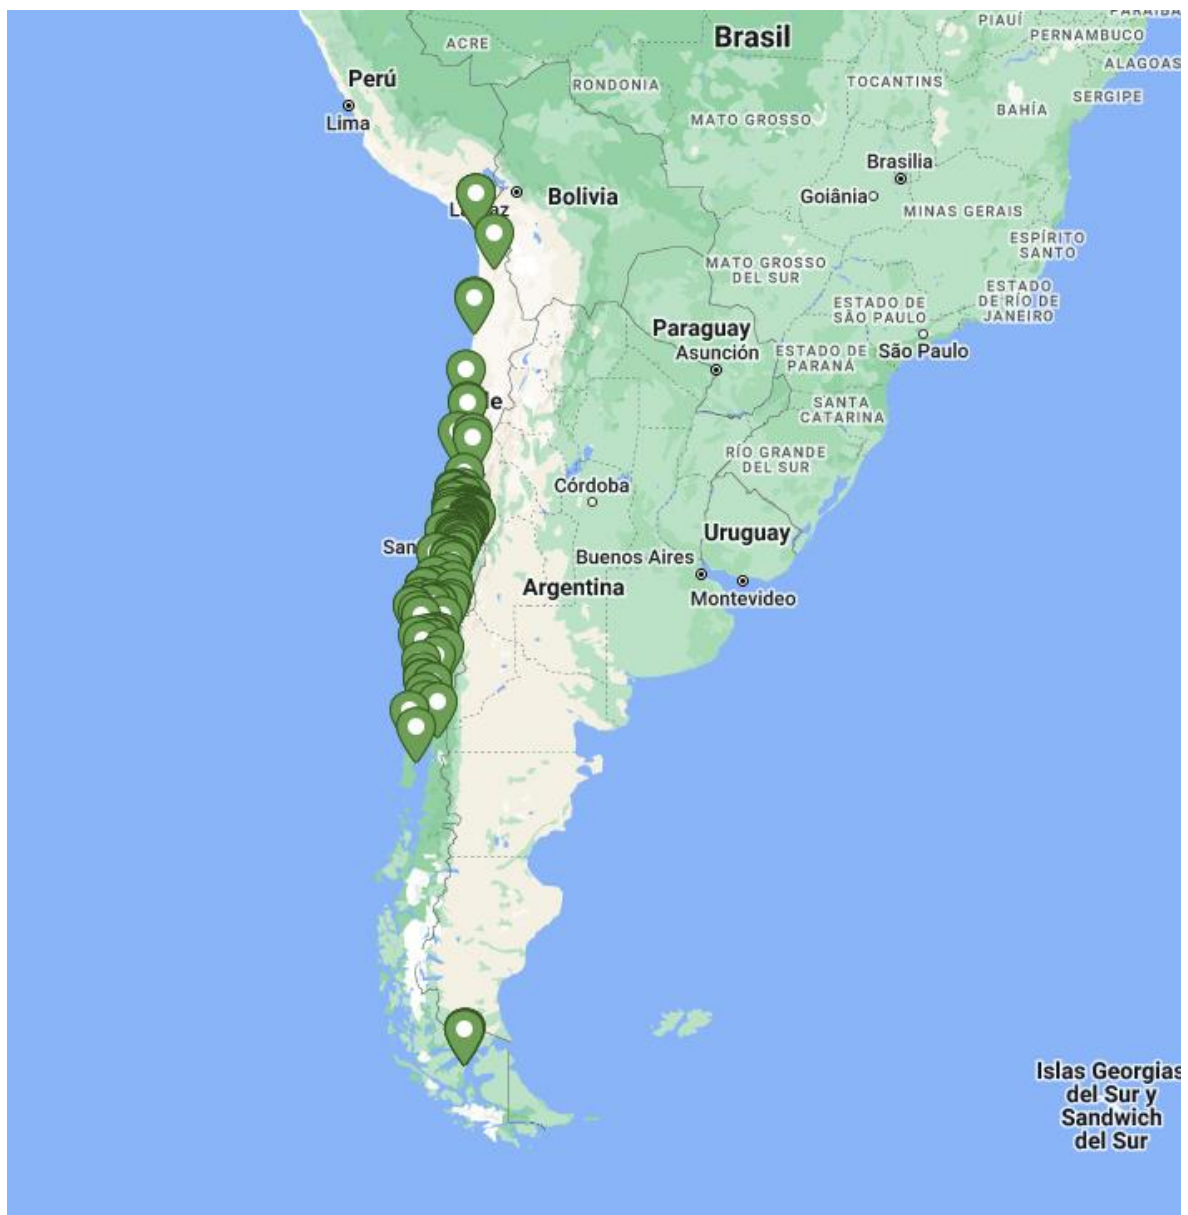 PARAÍBA
PIAUÍ
PERNAMBUCO
Brasil
ACRE
ALAGOAS
Perú
RONDONIA
TOCANTINS
SERGIPE
BAHÍA
Lima
MATO GROSSO
Brasilia
Bolivia
Goiânia
MINAS GERAIS
ESPÍRITO
SANTO
MATO GROSSO
DEL SUR
ESTADO
DE RÍO DE
JANEIRO
ESTADO DE
SÃO PAULO
Paraguay
Asunción
ESTADO DE
PARANÁ
São Paulo
SANTA
CATARINA
RÍO GRANDE
DEL SUR
Córdoba
Uruguay
Buenos Aires
Argentina
Montevideo
Islas Georgias
del Sur y
Sandwich
del Sur